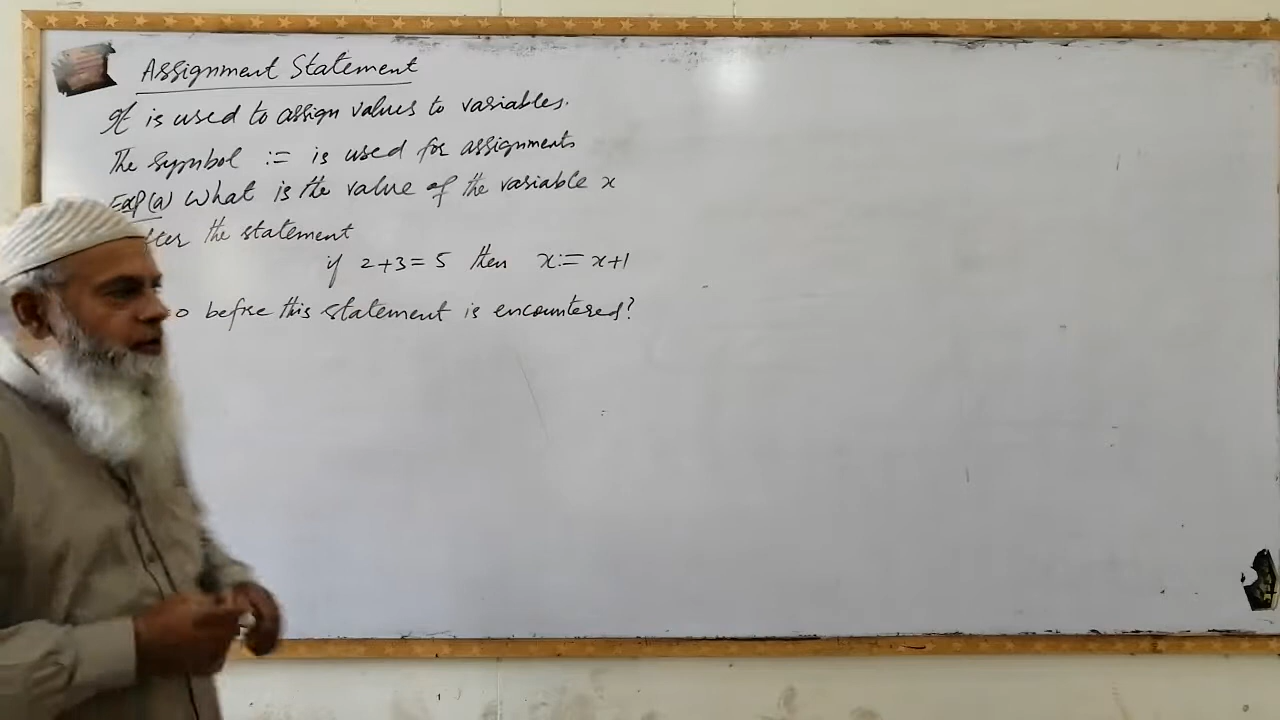 Assignment Statement
It is used to assign values to variables.
The symbol := is used for assignments
Exp(a) What is the value of the variable x
the statement
if 2+3=5 then x:= x+1
before this statement is encountered?